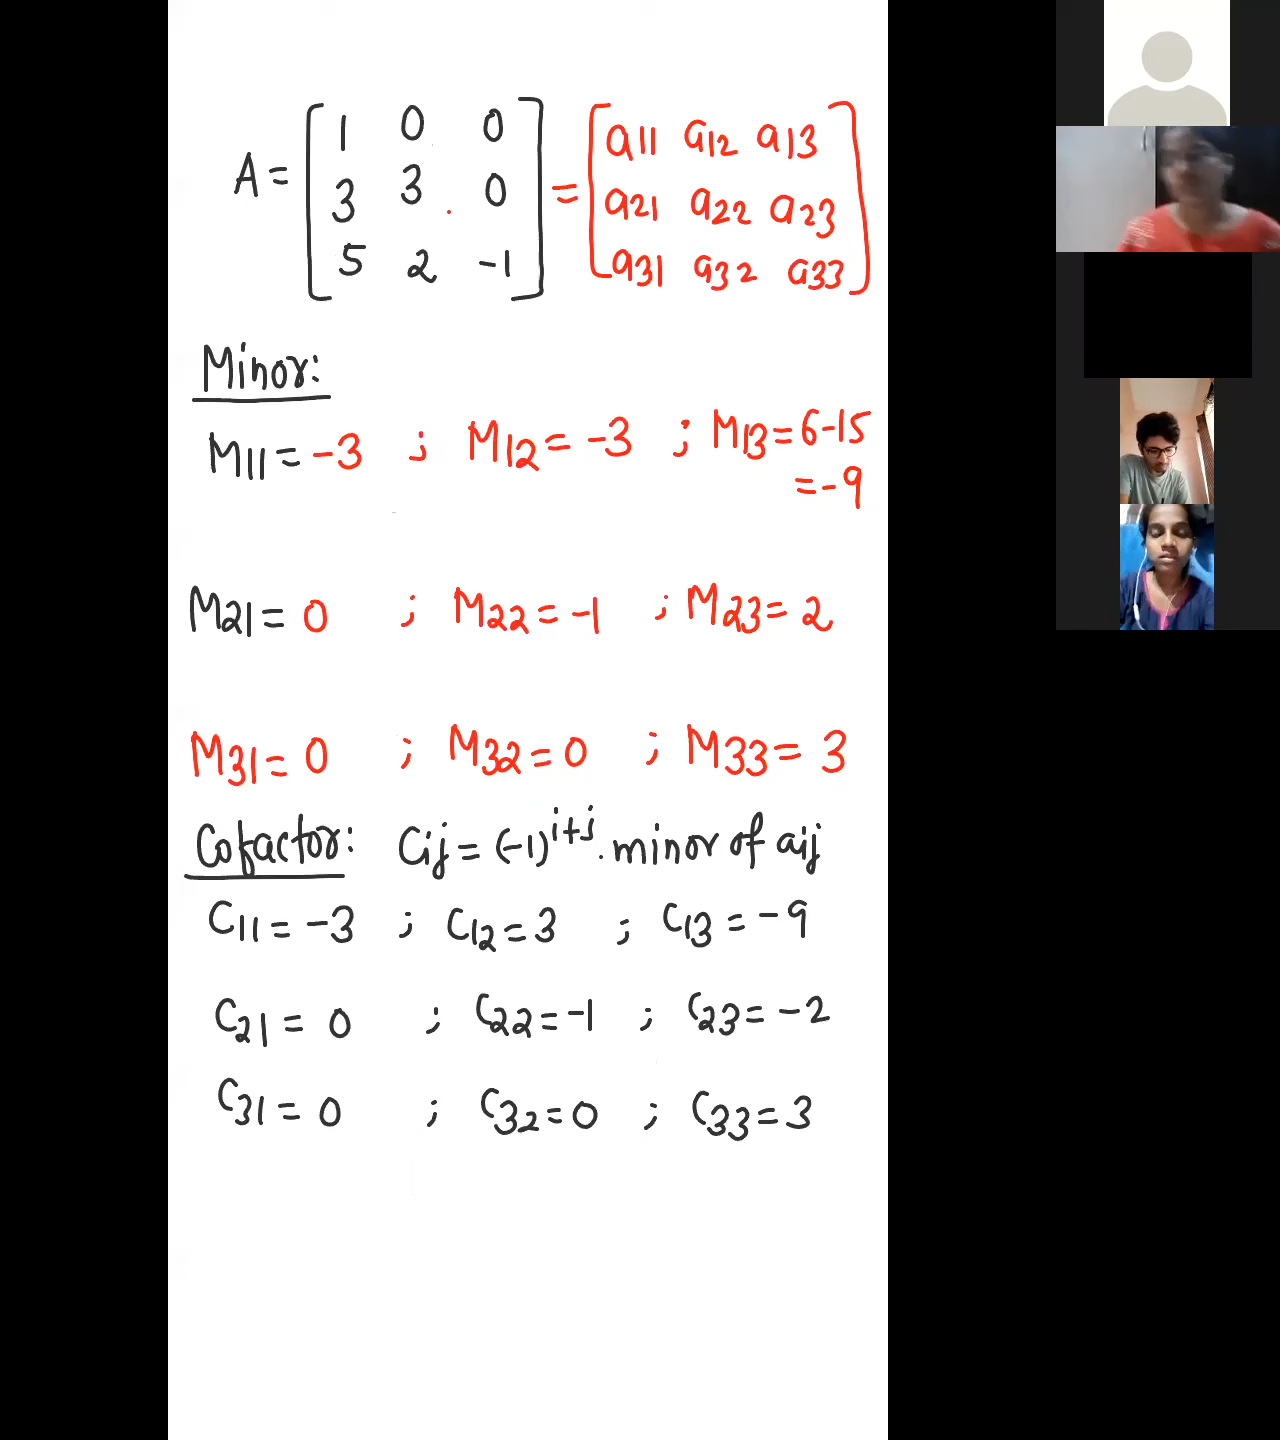 A = [ 1 0 0 ] = [ a11 a12 a13 ]
[ 3 3 0 ] [ a21 a22 a23 ]
[ 5 2 -1 ] [ a31 a32 a33 ]
Minor:
M11 = -3 ; M12 = -3 ; M13 = 6-15
= -9
M21 = 0 ; M22 = -1 ; M23 = 2
M31 = 0 ; M32 = 0 ; M33 = 3
Cofactor: Cij = (-1)^i+j . minor of aij
C11 = -3 ; C12 = 3 ; C13 = -9
C21 = 0 ; C22 = -1 ; C23 = -2
C31 = 0 ; C32 = 0 ; C33 = 3